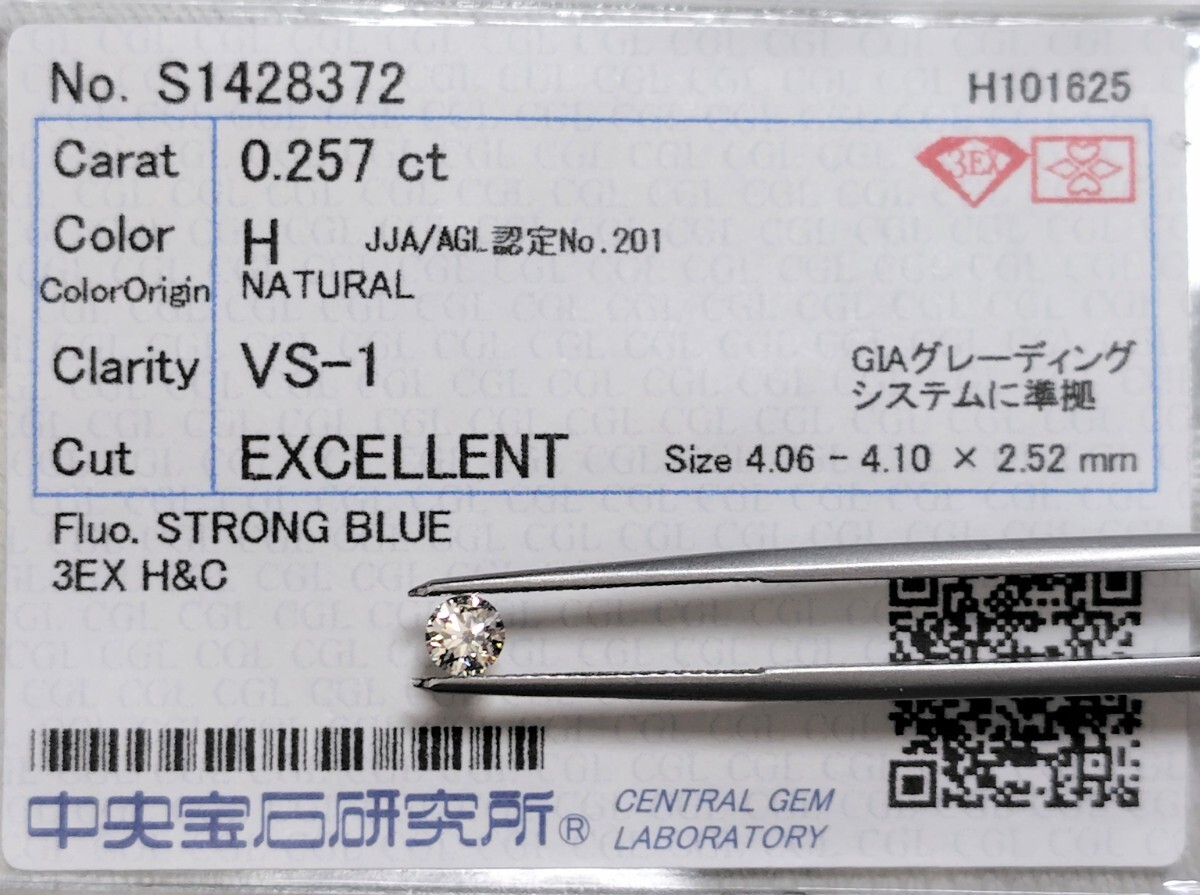 No. S1428372
H101625
Carat 0.257 ct
3EX
Color H JJA/AGL認定No.201
ColorOrigin NATURAL
Clarity VS-1
GIAグレーディング
システムに準拠
Cut EXCELLENT Size 4.06 - 4.10 × 2.52 mm
Fluo. STRONG BLUE
3EX H&C
中央宝石研究所®
CENTRAL GEM
LABORATORY